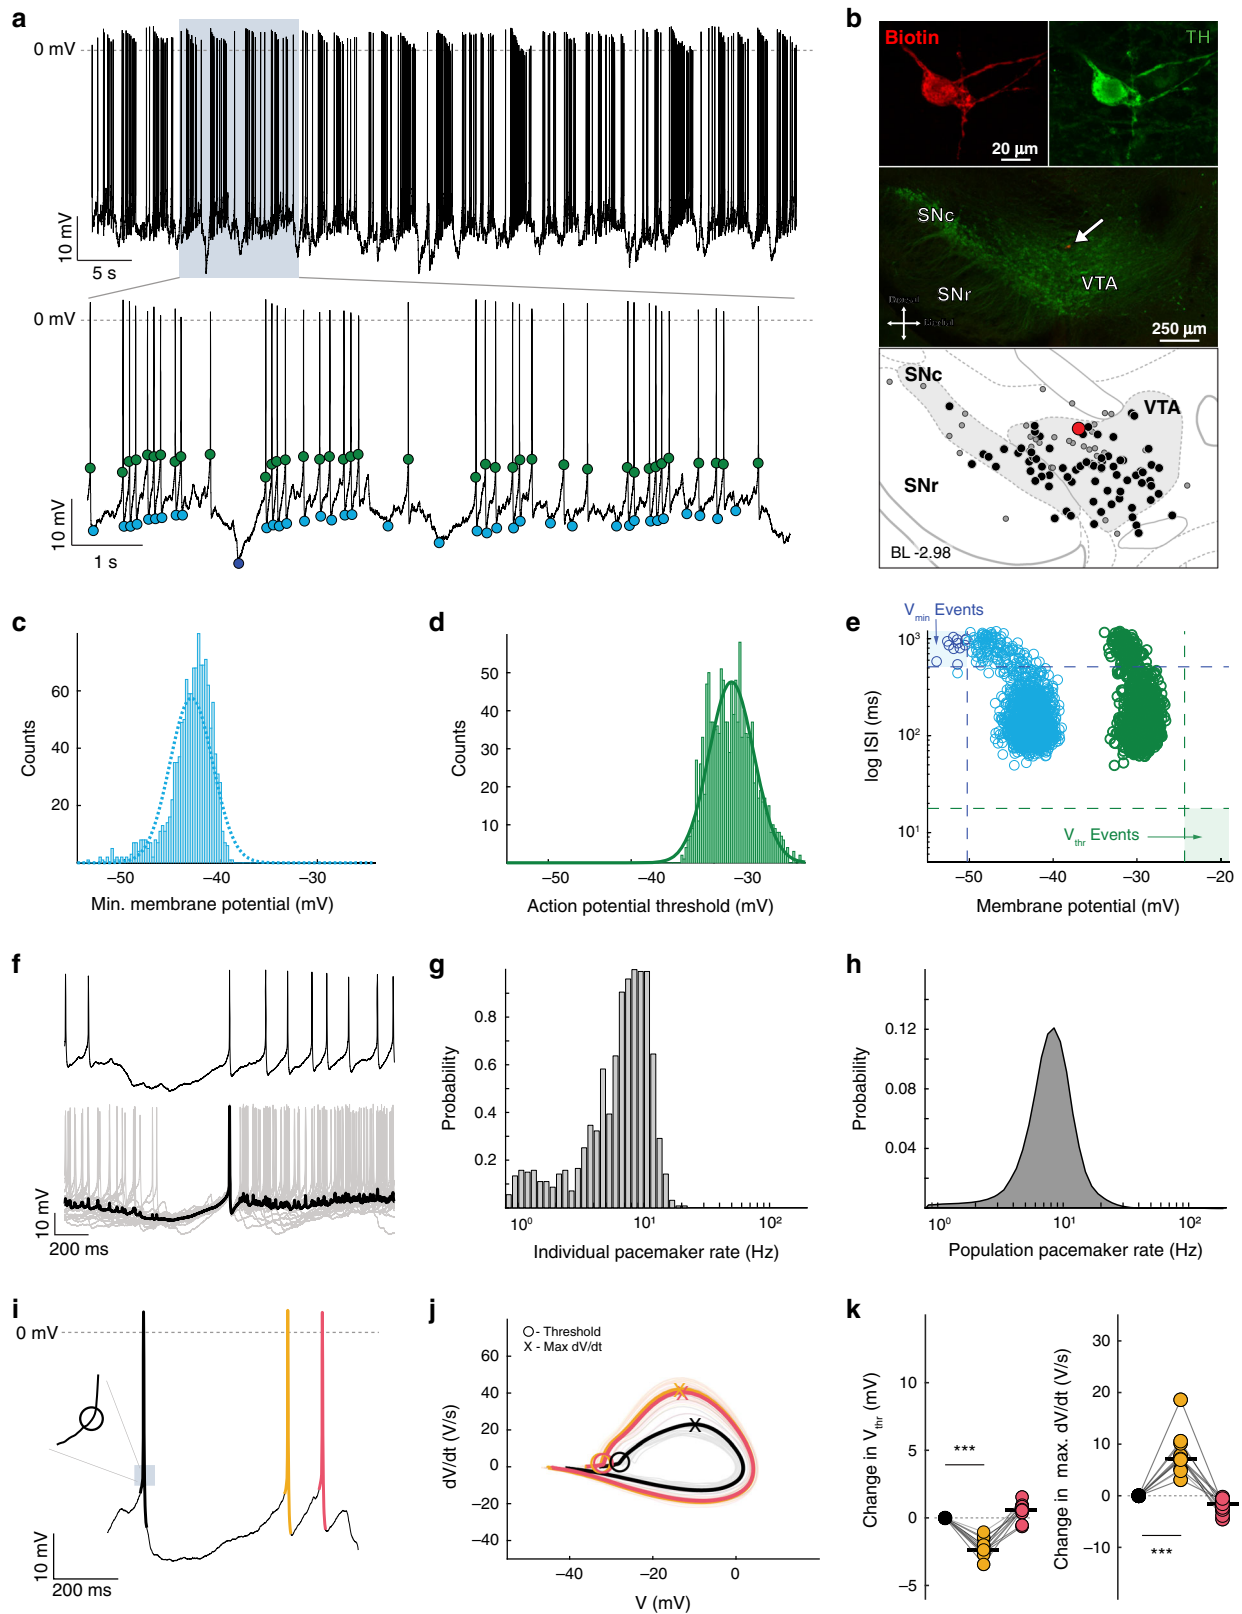 a
0 mV
10 mV
5 s
0 mV
10 mV
1 s
b
Biotin
TH
20 µm
SNc
SNr
VTA
250 µm
SNc
VTA
SNr
BL -2.98
c
Counts
60
40
20
–50
–40
–30
Min. membrane potential (mV)
d
Counts
50
40
30
20
10
–50
–40
–30
–20
Action potential threshold (mV)
e
Vmin Events
log ISI (ms)
10³
10²
10¹
Vthr Events
–50
–40
–30
–20
Membrane potential (mV)
f
10 mV
200 ms
g
Probability
0.8
0.6
0.4
0.2
10⁰
10¹
10²
Individual pacemaker rate (Hz)
h
Probability
0.12
0.08
0.04
10⁰
10¹
10²
Population pacemaker rate (Hz)
i
0 mV
10 mV
200 ms
j
O - Threshold
X - Max dV/dt
dV/dt (V/s)
60
40
20
0
–20
–40
–40
–20
0
V (mV)
k
Change in Vthr (mV)
10
5
0
–5
***
Change in max. dV/dt (V/s)
30
20
10
0
–10
***